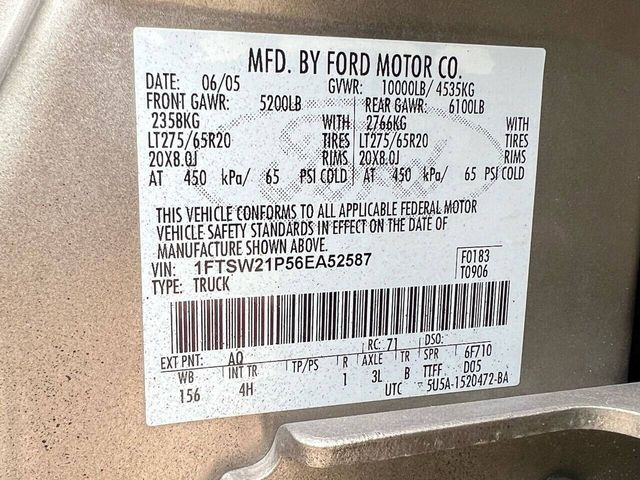 MFD. BY FORD MOTOR CO.
DATE: 06/05 GVWR: 10000LB/ 4535KG
FRONT GAWR: 5200LB REAR GAWR: 6100LB
2358KG WITH 2766KG WITH
LT275/65R20 TIRES LT275/65R20 TIRES
20X8.0J RIMS 20X8.0J RIMS
AT 450 kPa/ 65 PSI COLD AT 450 kPa/ 65 PSI COLD
THIS VEHICLE CONFORMS TO ALL APPLICABLE FEDERAL MOTOR
VEHICLE SAFETY STANDARDS IN EFFECT ON THE DATE OF
MANUFACTURE SHOWN ABOVE.
VIN: 1FTSW21P56EA52587 F0183
TYPE: TRUCK T0906
EXT PNT: AQ RC: 71 DSO:
WB INT TR TP/PS R AXLE TR SPR 6F710
156 4H 1 3L B TTFF D05
UTC 5U5A-1520472-BA
Ford